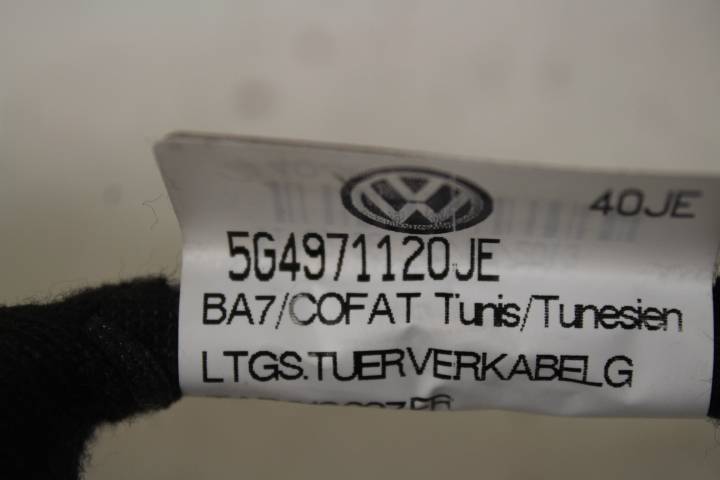 40JE
5G4971120JE
BA7/COFAT Tunis/Tunesien
LTGS.TUERVERKABELG